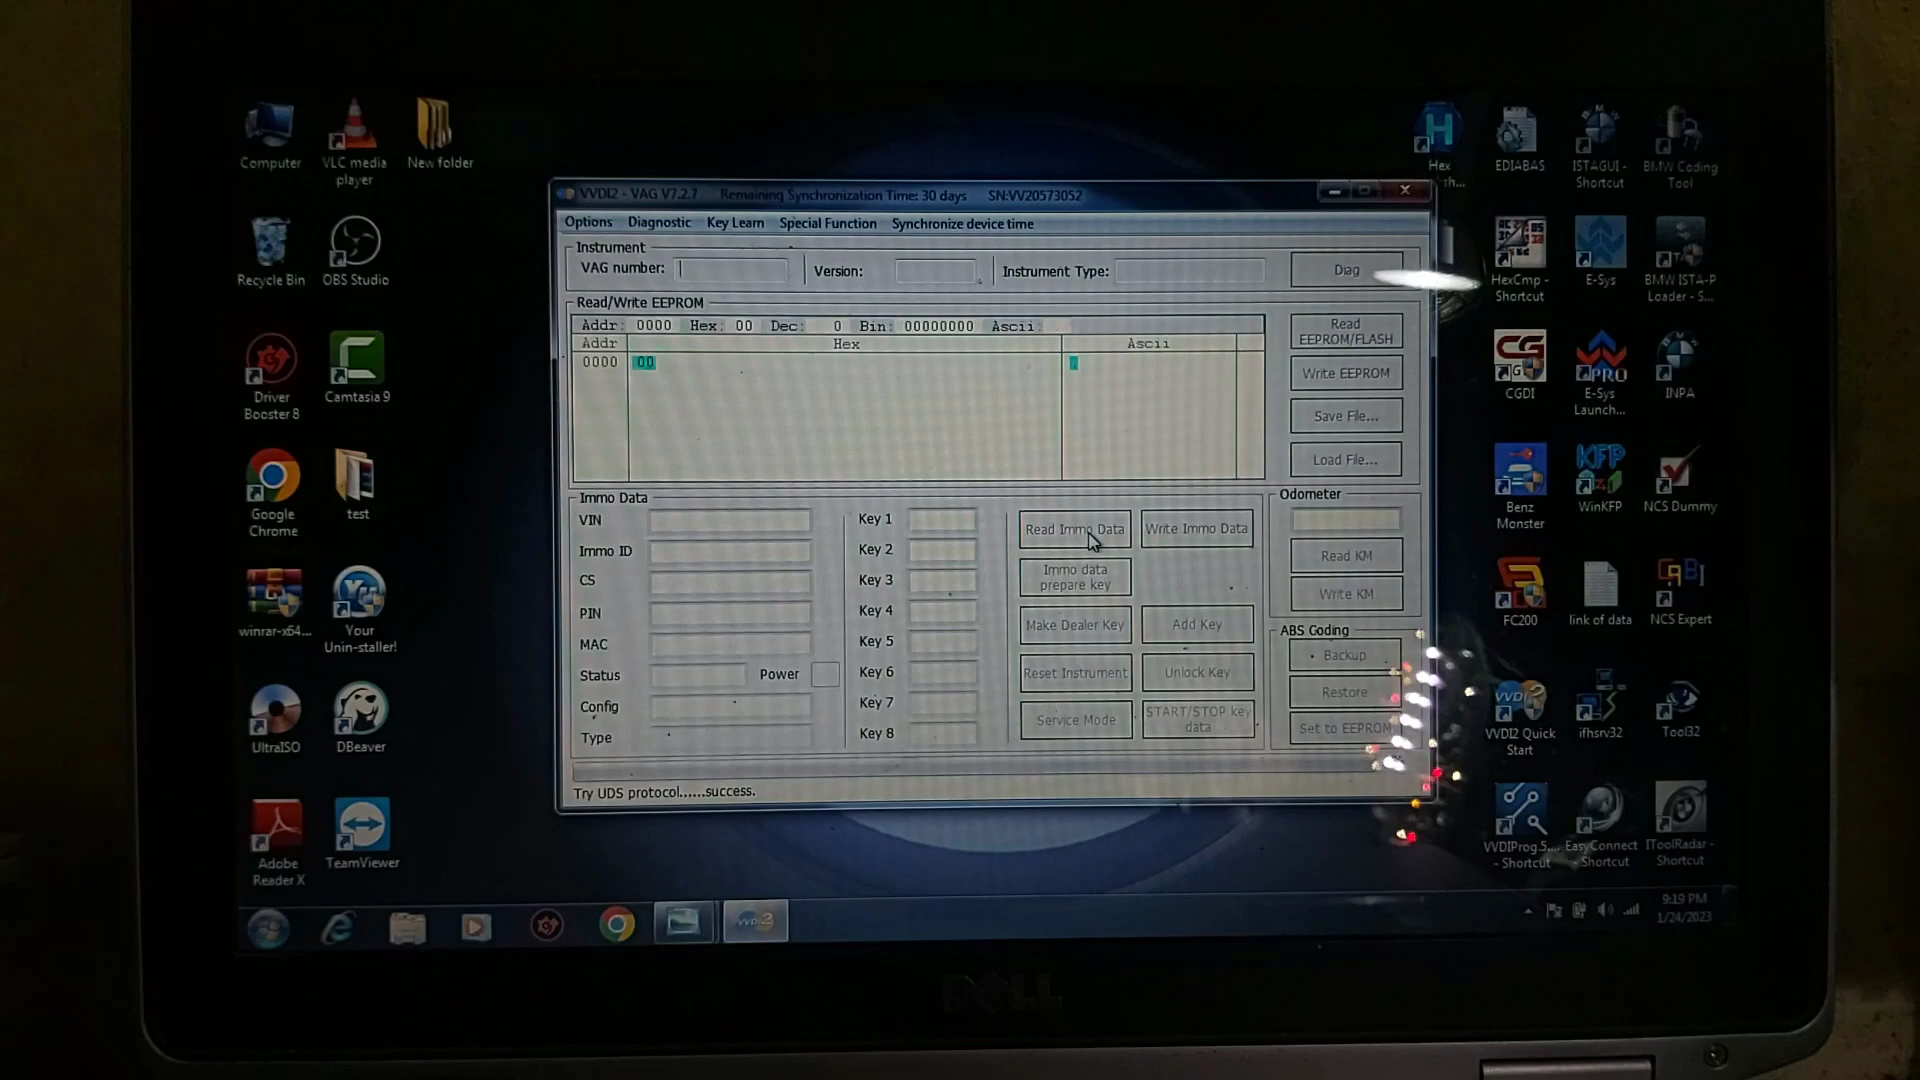 Computer
VLC media
player
New folder
Recycle Bin
OBS Studio
Driver
Booster 8
Camtasia 9
Google
Chrome
test
winrar-x64...
Your
Unin-staller!
UltraISO
DBeaver
Adobe
Reader X
TeamViewer
VVDI2 - VAG V7.2.7 Remaining Synchronization Time: 30 days SN:VV20573052
Options Diagnostic Key Learn Special Function Synchronize device time
Instrument
VAG number: Version: Instrument Type: Diag
Read/Write EEPROM
Addr: 0000 Hex: 00 Dec: 0 Bin: 00000000 Ascii:
Addr Hex Ascii
0000 00
Read
EEPROM/FLASH
Write EEPROM
Save File...
Load File...
Immo Data
VIN
Immo ID
CS
PIN
MAC
Status Power
Config
Type
Key 1
Key 2
Key 3
Key 4
Key 5
Key 6
Key 7
Key 8
Read Immo Data Write Immo Data
Immo data
prepare key
Make Dealer Key Add Key
Reset Instrument Unlock Key
Service Mode START/STOP key
data
Odometer
Read KM
Write KM
ABS Coding
Backup
Restore
Set to EEPROM
Try UDS protocol......success.
Hex
EDIABAS
ISTAGUI -
Shortcut
BMW Coding
Tool
HexCmp -
Shortcut
E-Sys
BMW ISTA-P
Loader - S...
CGDI
E-Sys
Launch...
INPA
Benz
Monster
WinKFP
NCS Dummy
FC200
link of data
NCS Expert
VVDI2 Quick
Start
ifhsrv32
Tool32
VVDIProg.5....
- Shortcut
EasyConnect
- Shortcut
IToolRadar -
Shortcut
9:19 PM
1/24/2023
DELL